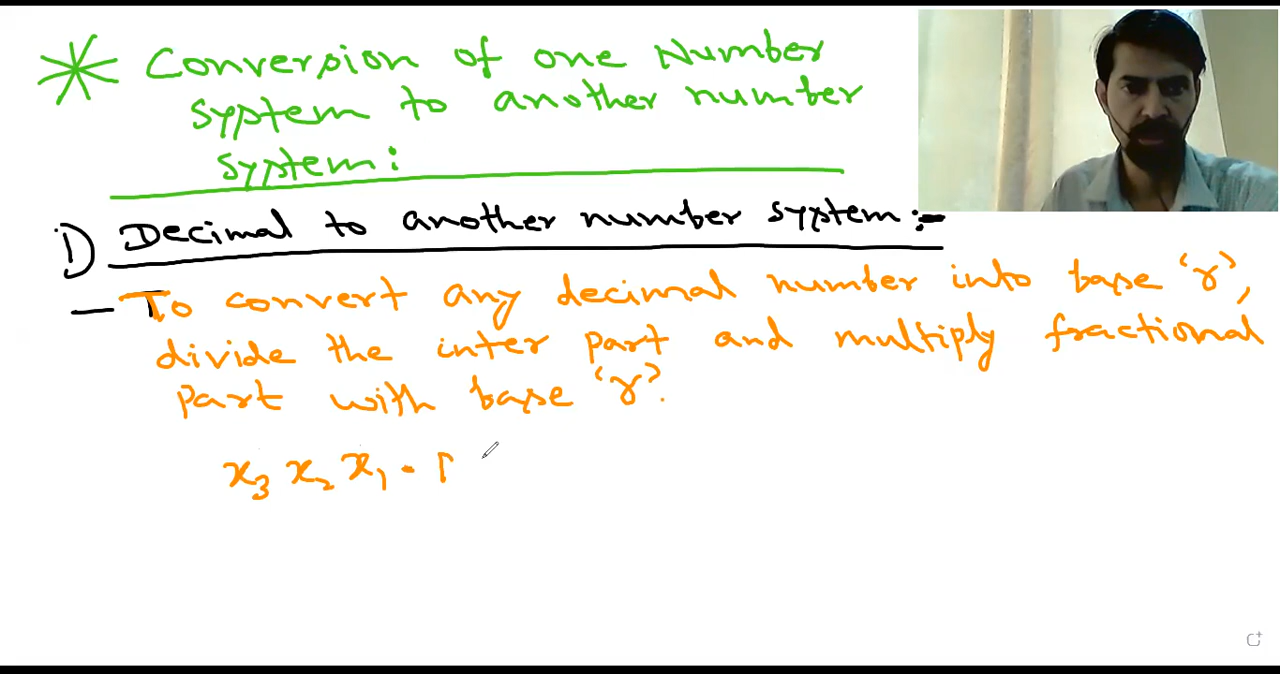 Conversion of one Number
system to another number
system:
1) Decimal to another number system:-
- To convert any decimal number into base 'r',
divide the inter part and multiply fractional
part with base 'r'.
x₃ x₂ x₁ .